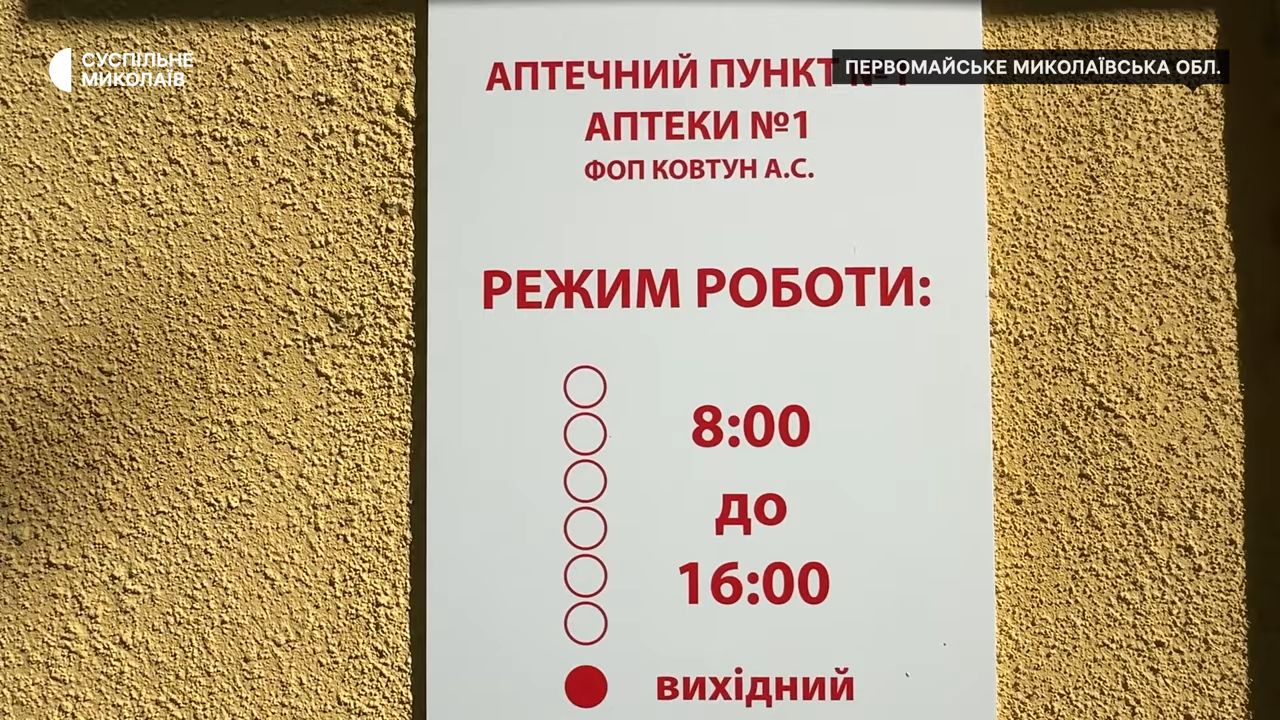 СУСПІЛЬНЕ
МИКОЛАЇВ
ПЕРВОМАЙСЬКЕ МИКОЛАЇВСЬКА ОБЛ.
АПТЕЧНИЙ ПУНКТ №1
АПТЕКИ №1
ФОП КОВТУН А.С.
РЕЖИМ РОБОТИ:
8:00
до
16:00
вихідний